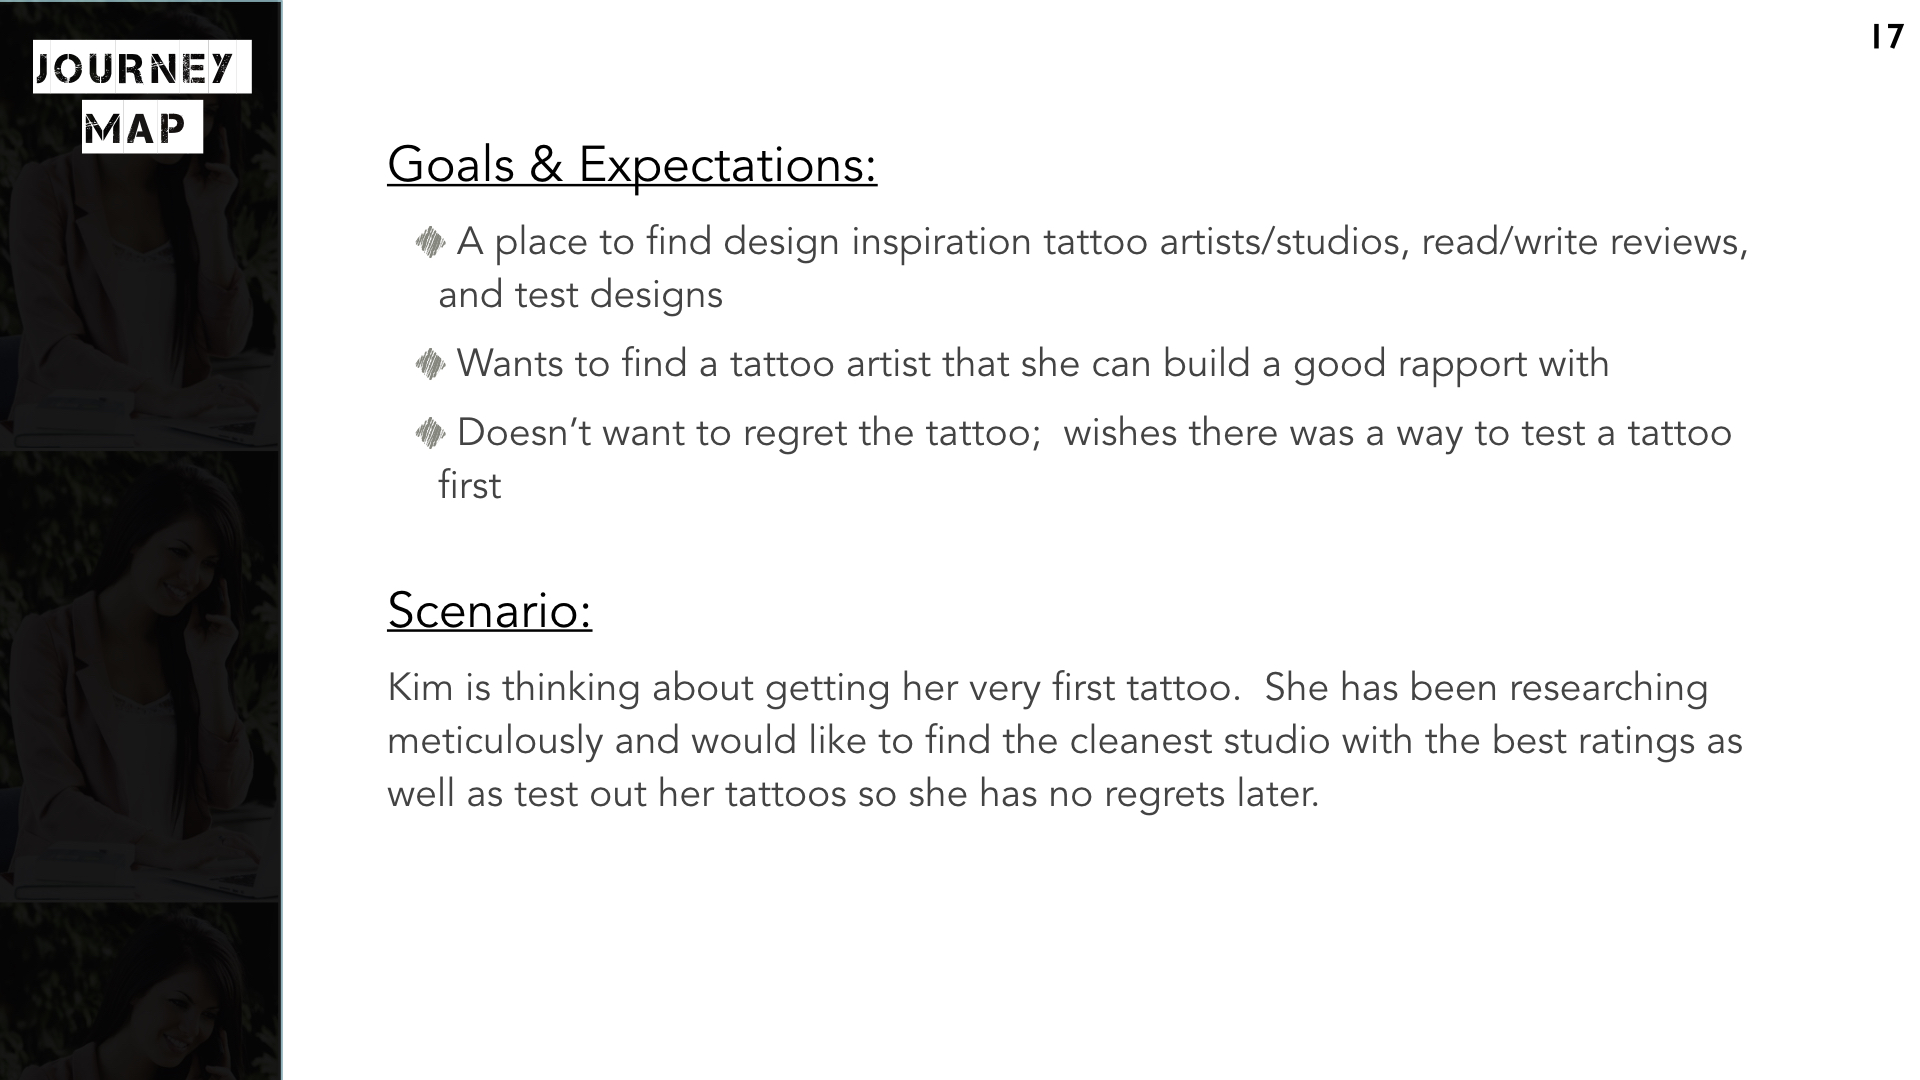 JOURNEY
MAP
17
Goals & Expectations:
A place to find design inspiration tattoo artists/studios, read/write reviews,
and test designs
Wants to find a tattoo artist that she can build a good rapport with
Doesn’t want to regret the tattoo;  wishes there was a way to test a tattoo
first
Scenario:
Kim is thinking about getting her very first tattoo.  She has been researching
meticulously and would like to find the cleanest studio with the best ratings as
well as test out her tattoos so she has no regrets later.